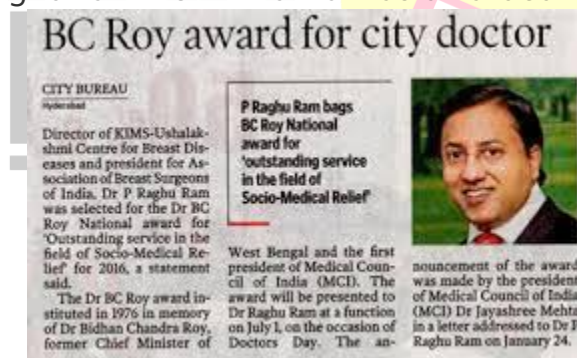 BC Roy award for city doctor
CITY BUREAU
Hyderabad
Director of KIMS-Ushalak-
shmi Centre for Breast Dis-
eases and president for As-
sociation of Breast Surgeons
of India, Dr P Raghu Ram
was selected for the Dr BC
Roy National award for
'Outstanding service in the
field of Socio-Medical Re-
lief' for 2016, a statement
said.
The Dr BC Roy award in-
stituted in 1976 in memory
of Dr Bidhan Chandra Roy,
former Chief Minister of
P Raghu Ram bags
BC Roy National
award for
'outstanding service
in the field of
Socio-Medical Relief'
West Bengal and the first
president of Medical Coun-
cil of India (MCI). The
award will be presented to
Dr Raghu Ram at a function
on July 1, on the occasion of
Doctors Day. The an-
nouncement of the award
was made by the president
of Medical Council of India
(MCI) Dr Jayashree Mehta
in a letter addressed to Dr P
Raghu Ram on January 24.